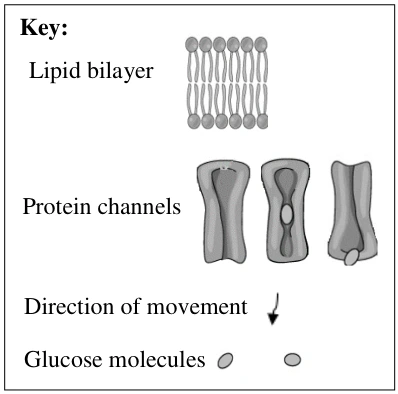 Key:
Lipid bilayer
Protein channels
Direction of movement
Glucose molecules